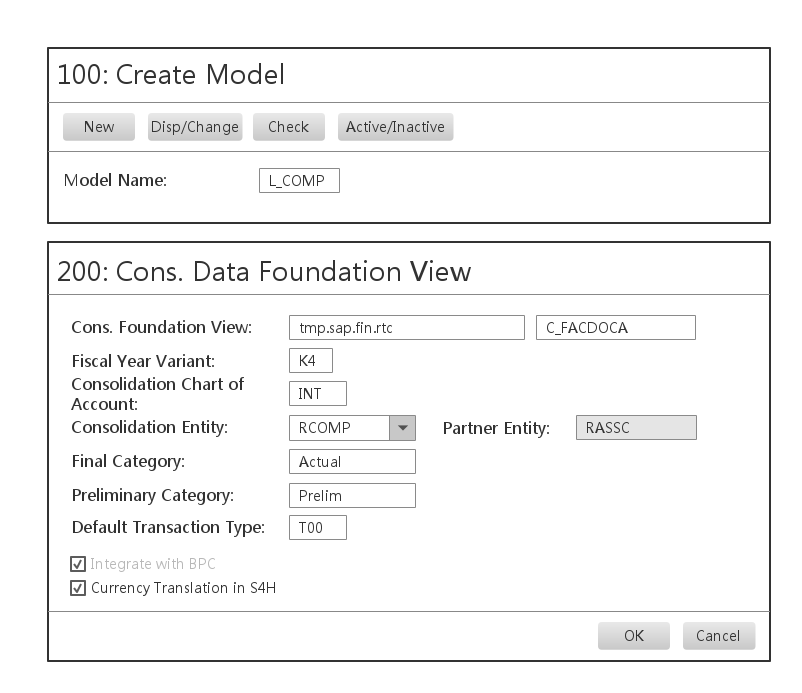 100: Create Model
New Disp/Change Check Active/Inactive
Model Name: L_COMP
200: Cons. Data Foundation View
Cons. Foundation View: tmp.sap.fin.rtc C_FACDOCA
Fiscal Year Variant: K4
Consolidation Chart of
Account: INT
Consolidation Entity: RCOMP Partner Entity: RASSC
Final Category: Actual
Preliminary Category: Prelim
Default Transaction Type: T00
Integrate with BPC
Currency Translation in S4H
OK Cancel